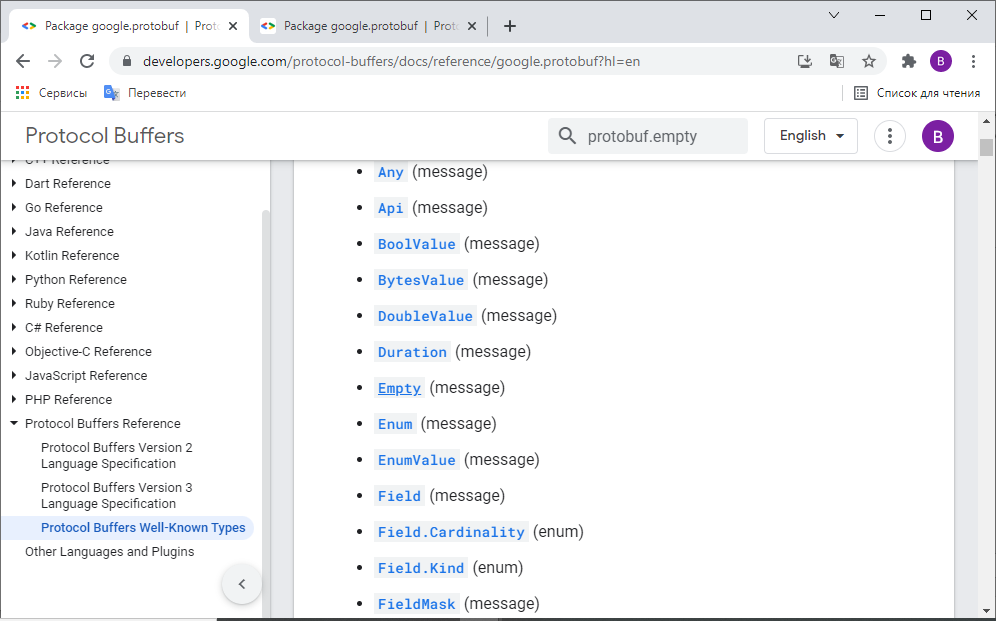 Package google.protobuf | Proto
Package google.protobuf | Proto
developers.google.com/protocol-buffers/docs/reference/google.protobuf?hl=en
B
Сервисы
Перевести
Список для чтения
Protocol Buffers
protobuf.empty
English
B
C++ Reference
Dart Reference
Go Reference
Java Reference
Kotlin Reference
Python Reference
Ruby Reference
C# Reference
Objective-C Reference
JavaScript Reference
PHP Reference
Protocol Buffers Reference
Protocol Buffers Version 2
Language Specification
Protocol Buffers Version 3
Language Specification
Protocol Buffers Well-Known Types
Other Languages and Plugins
Any (message)
Api (message)
BoolValue (message)
BytesValue (message)
DoubleValue (message)
Duration (message)
Empty (message)
Enum (message)
EnumValue (message)
Field (message)
Field.Cardinality (enum)
Field.Kind (enum)
FieldMask (message)